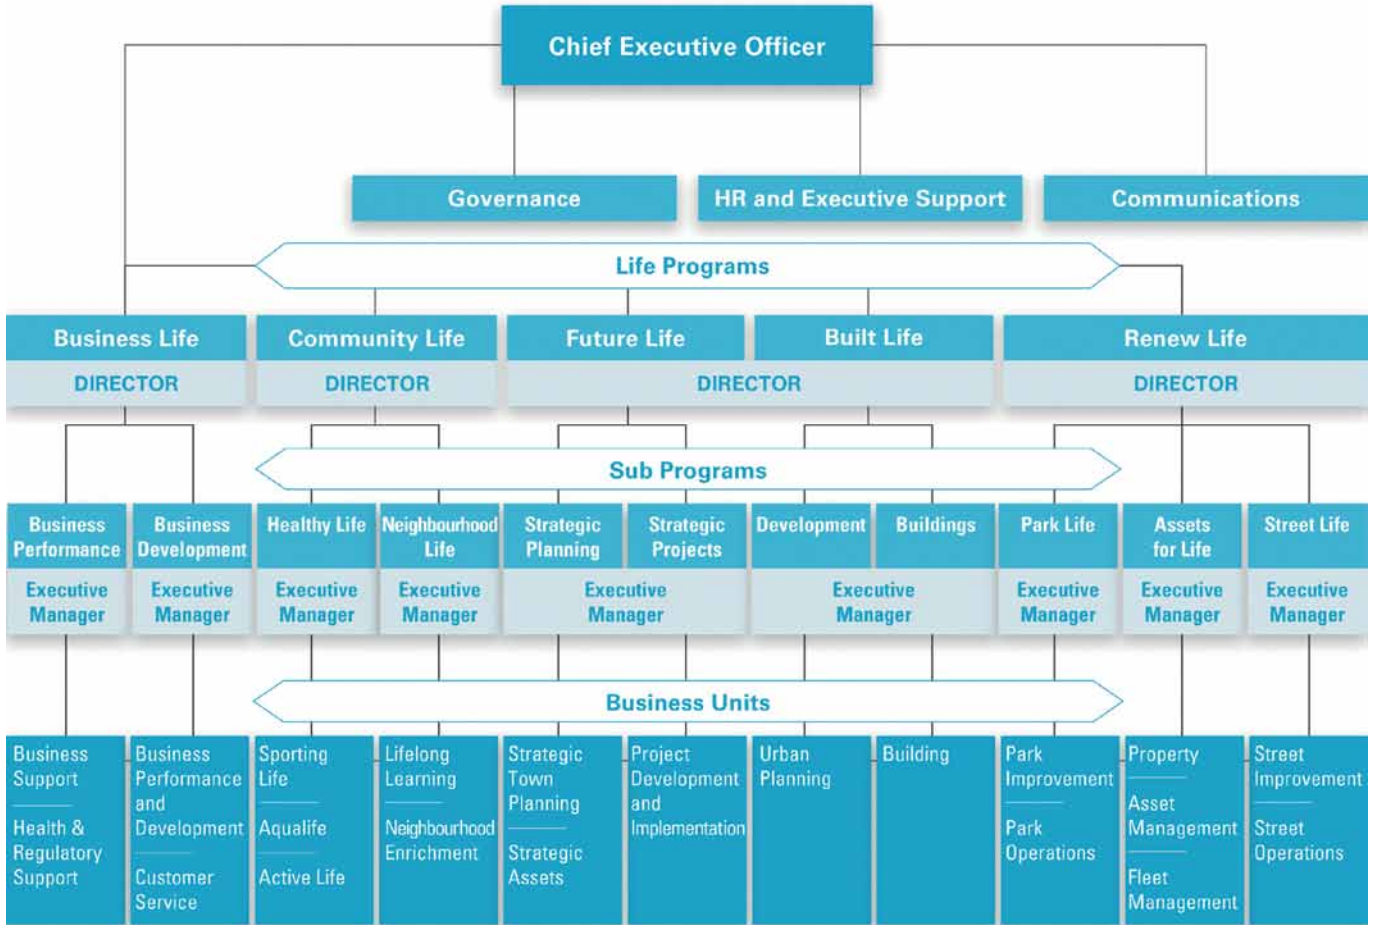 Chief Executive Officer
Governance
HR and Executive Support
Communications
Life Programs
Business Life
Community Life
Future Life
Built Life
Renew Life
DIRECTOR
DIRECTOR
DIRECTOR
DIRECTOR
Sub Programs
Business
Performance
Business
Development
Healthy Life
Neighbourhood
Life
Strategic
Planning
Strategic
Projects
Development
Buildings
Park Life
Assets
for Life
Street Life
Executive
Manager
Executive
Manager
Executive
Manager
Executive
Manager
Executive
Manager
Executive
Manager
Executive
Manager
Executive
Manager
Executive
Manager
Business Units
Business
Support
Health &
Regulatory
Support
Business
Performance
and
Development
Customer
Service
Sporting
Life
Aqualife
Active Life
Lifelong
Learning
Neighbourhood
Enrichment
Strategic
Town
Planning
Strategic
Assets
Project
Development
and
Implementation
Urban
Planning
Building
Park
Improvement
Park
Operations
Property
Asset
Management
Fleet
Management
Street
Improvement
Street
Operations